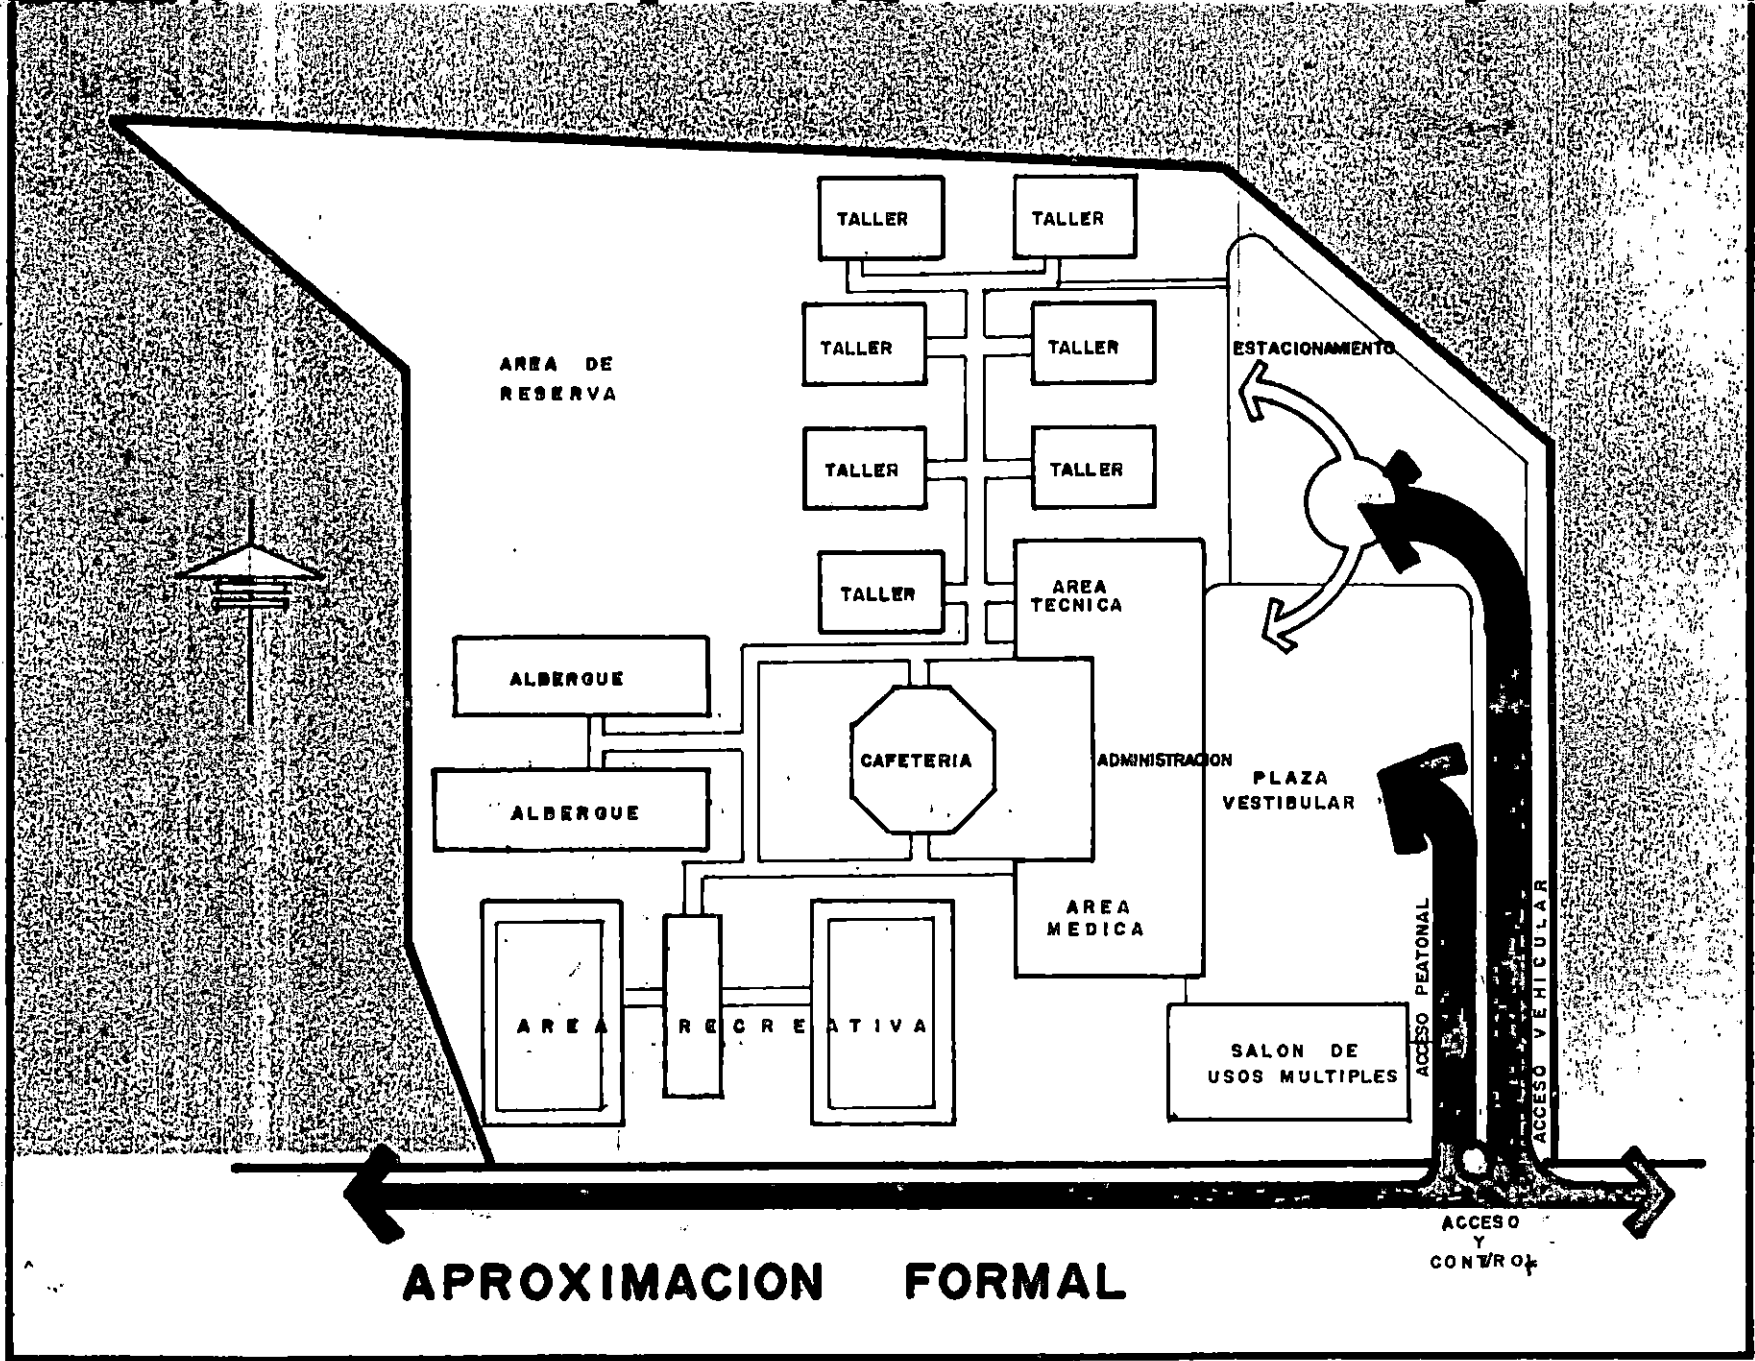 TALLER
TALLER
TALLER
TALLER
ESTACIONAMIENTO
AREA DE
RESERVA
TALLER
TALLER
TALLER
AREA
TECNICA
ALBERGUE
CAFETERIA
ADMINISTRACION
PLAZA
VESTIBULAR
ALBERGUE
AREA
MEDICA
ACCESO PEATONAL
ACCESO VEHICULAR
AREA RECREATIVA
SALON DE
USOS MULTIPLES
ACCESO
Y
CONTROL
APROXIMACION FORMAL